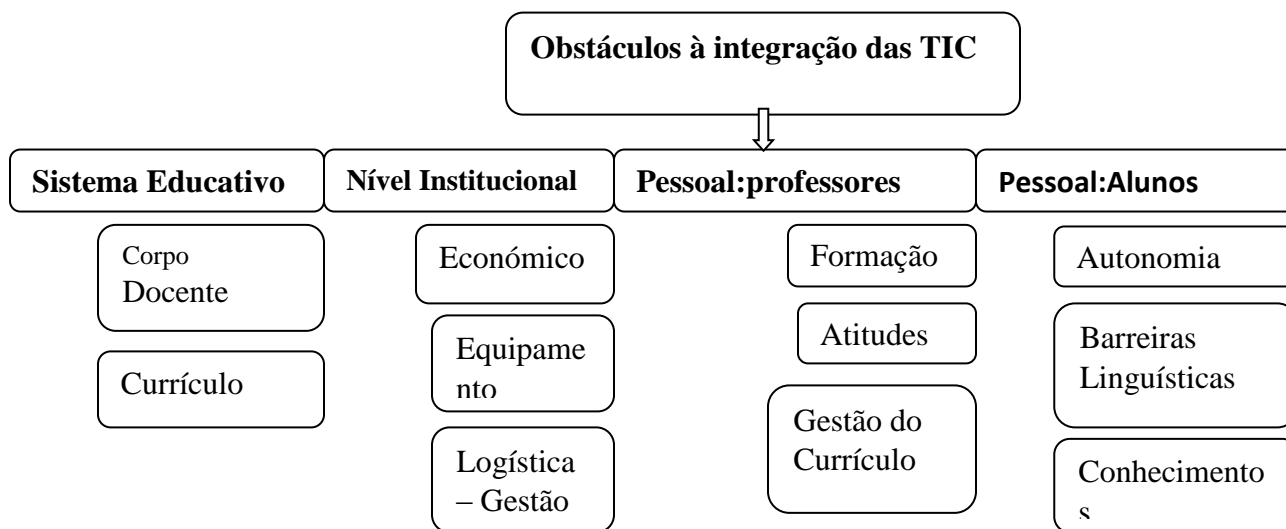 Obstáculos à integração das TIC
Sistema Educativo
Nível Institucional
Pessoal:professores
Pessoal:Alunos
Corpo
Docente
Currículo
Económico
Equipame
nto
Logística
– Gestão
Formação
Atitudes
Gestão do
Currículo
Autonomia
Barreiras
Linguísticas
Conhecimento
s